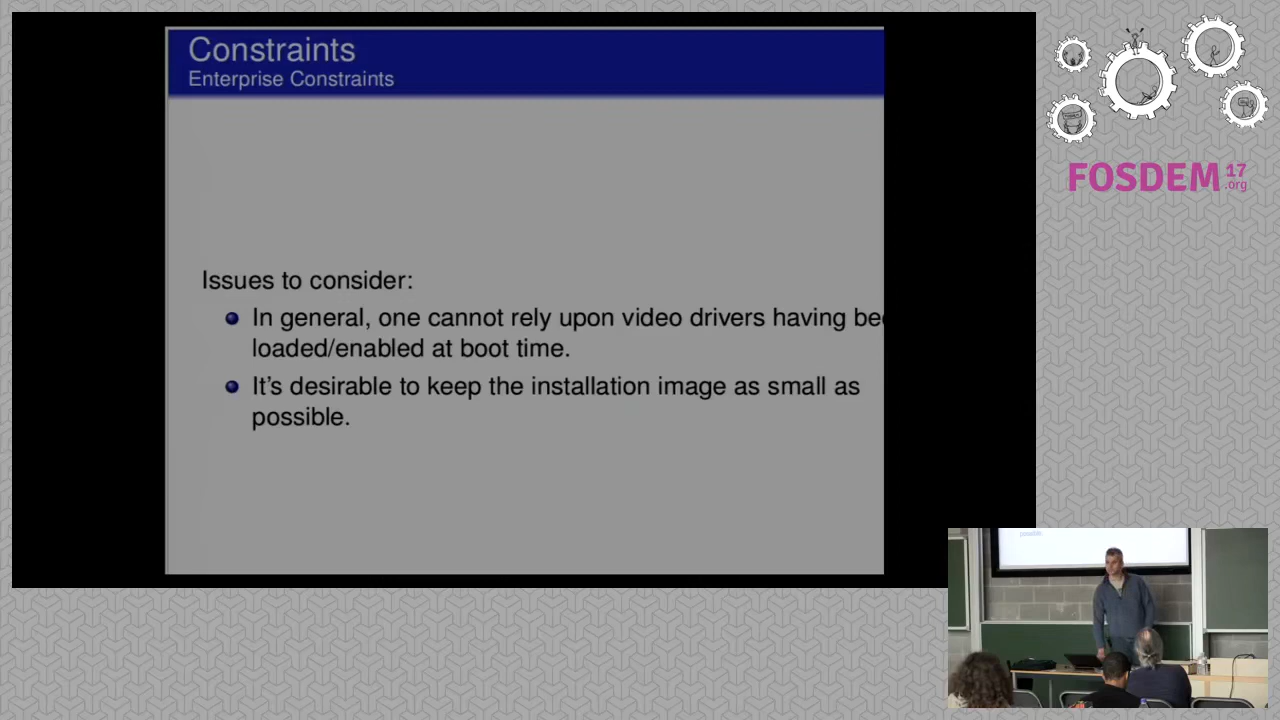 Constraints
Enterprise Constraints
Issues to consider:
In general, one cannot rely upon video drivers having be
loaded/enabled at boot time.
It's desirable to keep the installation image as small as
possible.
FOSDEM 17
.org
possible.